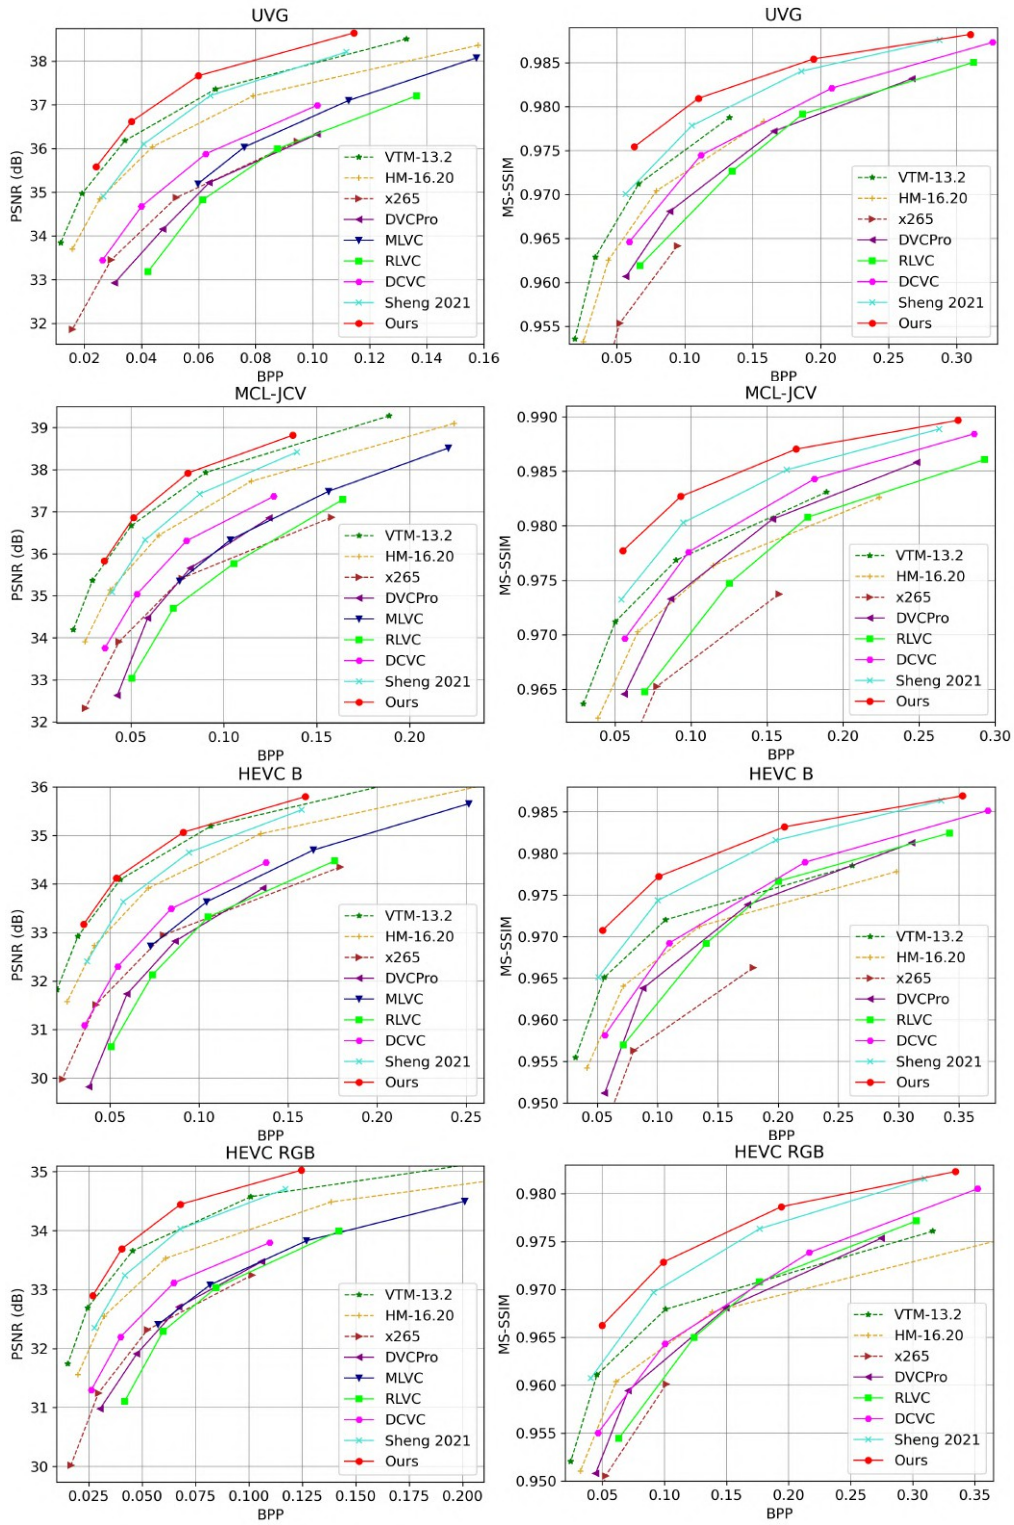 UVG
38
37
36
35
34
33
32
PSNR (dB)
0.02 0.04 0.06 0.08 0.10 0.12 0.14 0.16
BPP
VTM-13.2
HM-16.20
x265
DVCPro
MLVC
RLVC
DCVC
Sheng 2021
Ours
UVG
0.985
0.980
0.975
0.970
0.965
0.960
0.955
MS-SSIM
0.05 0.10 0.15 0.20 0.25 0.30
BPP
VTM-13.2
HM-16.20
x265
DVCPro
RLVC
DCVC
Sheng 2021
Ours
MCL-JCV
39
38
37
36
35
34
33
32
PSNR (dB)
0.05 0.10 0.15 0.20
BPP
VTM-13.2
HM-16.20
x265
DVCPro
MLVC
RLVC
DCVC
Sheng 2021
Ours
MCL-JCV
0.990
0.985
0.980
0.975
0.970
0.965
MS-SSIM
0.05 0.10 0.15 0.20 0.25 0.30
BPP
VTM-13.2
HM-16.20
x265
DVCPro
RLVC
DCVC
Sheng 2021
Ours
HEVC B
36
35
34
33
32
31
30
PSNR (dB)
0.05 0.10 0.15 0.20 0.25
BPP
VTM-13.2
HM-16.20
x265
DVCPro
MLVC
RLVC
DCVC
Sheng 2021
Ours
HEVC B
0.985
0.980
0.975
0.970
0.965
0.960
0.955
0.950
MS-SSIM
0.05 0.10 0.15 0.20 0.25 0.30 0.35
BPP
VTM-13.2
HM-16.20
x265
DVCPro
RLVC
DCVC
Sheng 2021
Ours
HEVC RGB
35
34
33
32
31
30
PSNR (dB)
0.025 0.050 0.075 0.100 0.125 0.150 0.175 0.200
BPP
VTM-13.2
HM-16.20
x265
DVCPro
MLVC
RLVC
DCVC
Sheng 2021
Ours
HEVC RGB
0.980
0.975
0.970
0.965
0.960
0.955
0.950
MS-SSIM
0.05 0.10 0.15 0.20 0.25 0.30 0.35
BPP
VTM-13.2
HM-16.20
x265
DVCPro
RLVC
DCVC
Sheng 2021
Ours